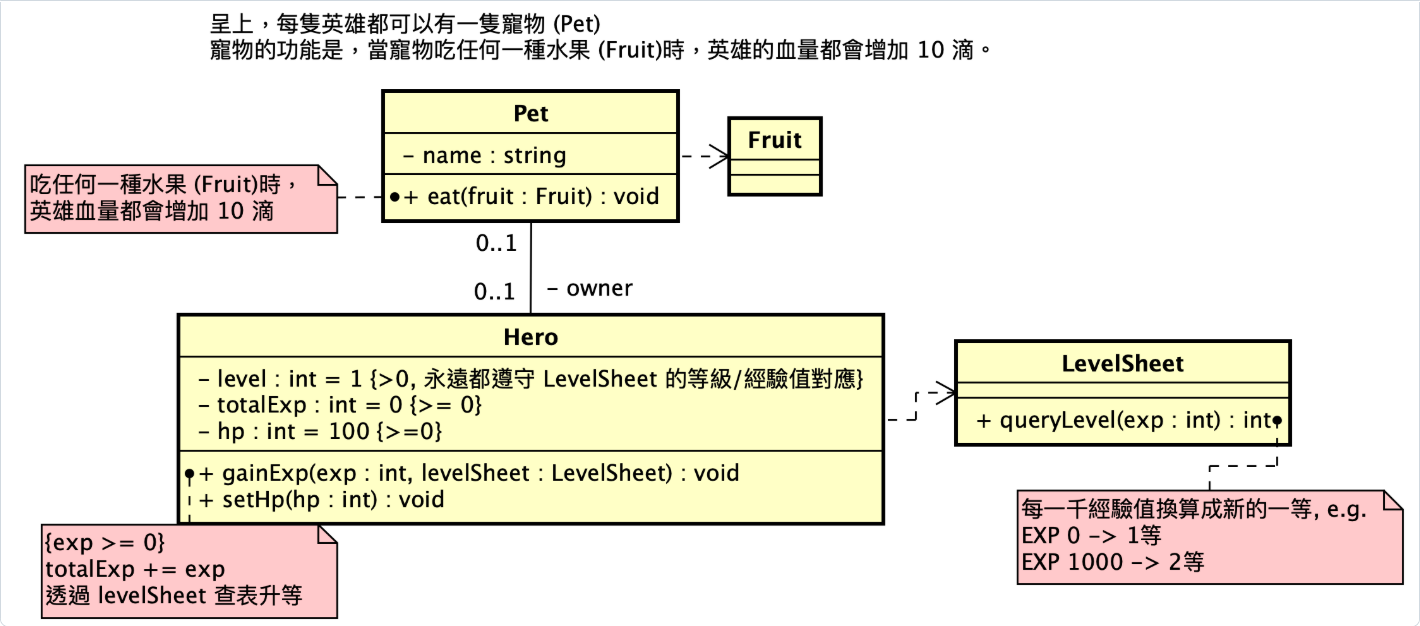 呈上，每隻英雄都可以有一隻寵物 (Pet)
寵物的功能是，當寵物吃任何一種水果 (Fruit)時，英雄的血量都會增加 10 滴。
Pet
- name : string
+ eat(fruit : Fruit) : void
Fruit
吃任何一種水果 (Fruit)時，
英雄血量都會增加 10 滴
0..1
0..1
- owner
Hero
- level : int = 1 {>0, 永遠都遵守 LevelSheet 的等級/經驗值對應}
- totalExp : int = 0 {>= 0}
- hp : int = 100 {>=0}
+ gainExp(exp : int, levelSheet : LevelSheet) : void
+ setHp(hp : int) : void
LevelSheet
+ queryLevel(exp : int) : int
{exp >= 0}
totalExp += exp
透過 levelSheet 查表升等
每一千經驗值換算成新的一等, e.g.
EXP 0 -> 1等
EXP 1000 -> 2等